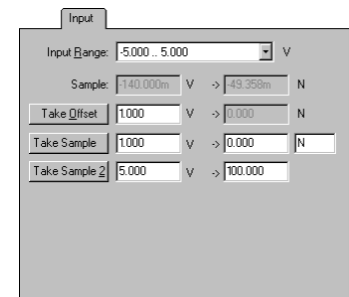 Input
Input Range: -5.000 .. 5.000 V
Sample: -140.000m V -> -49.358m N
Take Offset 1.000 V -> 0.000 N
Take Sample 1.000 V -> 0.000 N
Take Sample 2 5.000 V -> 100.000